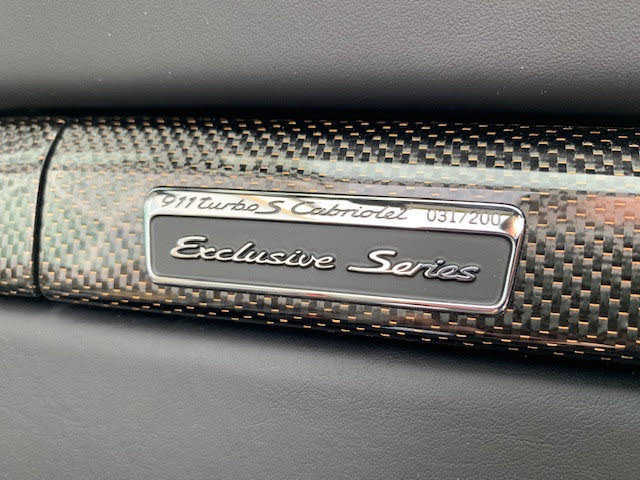 911 turbo S Cabriolet 031/200
Exclusive Series